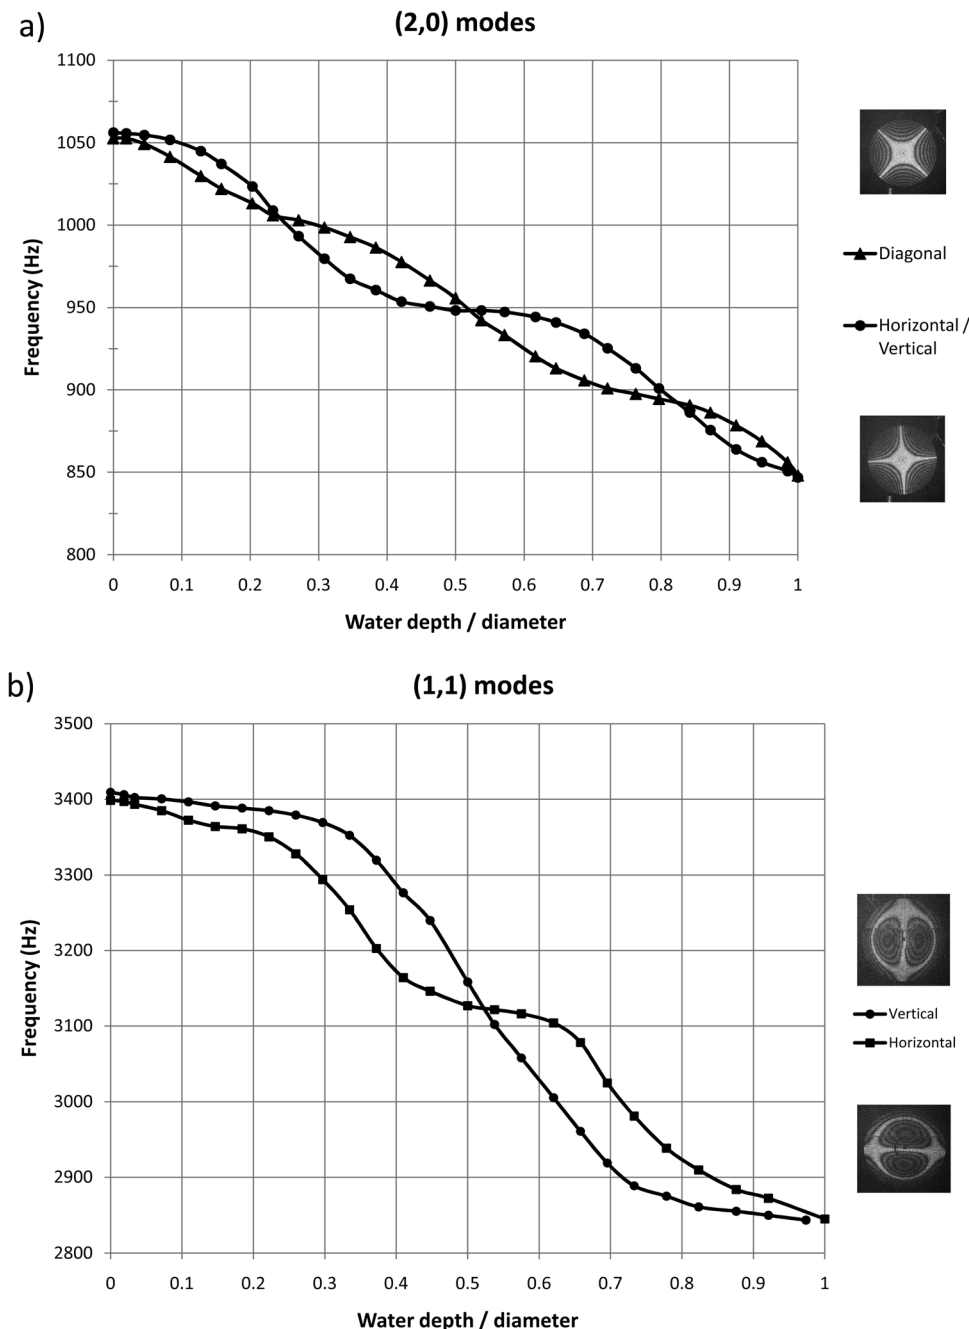 a)
(2,0) modes
1100
1050
1000
950
900
850
800
Frequency (Hz)
0 0.1 0.2 0.3 0.4 0.5 0.6 0.7 0.8 0.9 1
Water depth / diameter
Diagonal
Horizontal /
Vertical
b)
(1,1) modes
3500
3400
3300
3200
3100
3000
2900
2800
Frequency (Hz)
0 0.1 0.2 0.3 0.4 0.5 0.6 0.7 0.8 0.9 1
Water depth / diameter
Vertical
Horizontal